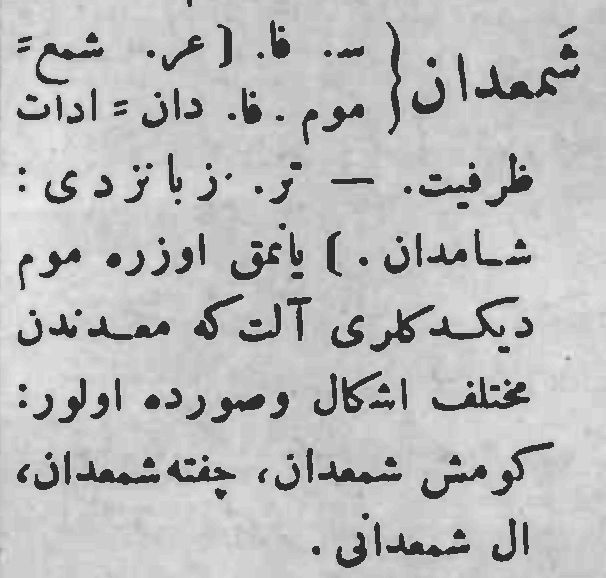 شَمعدان { سـ. فا. [عر. شمع=
موم. فا. دان = ادات
ظرفیت. — تر. زبانزدی:
شامدان.] یانمق اوزره موم
دیکدکلری آلت که معدندن
مختلف اشکال وصورده اولور:
کومش شمعدان، چفته شمعدان،
ال شمعدانی.